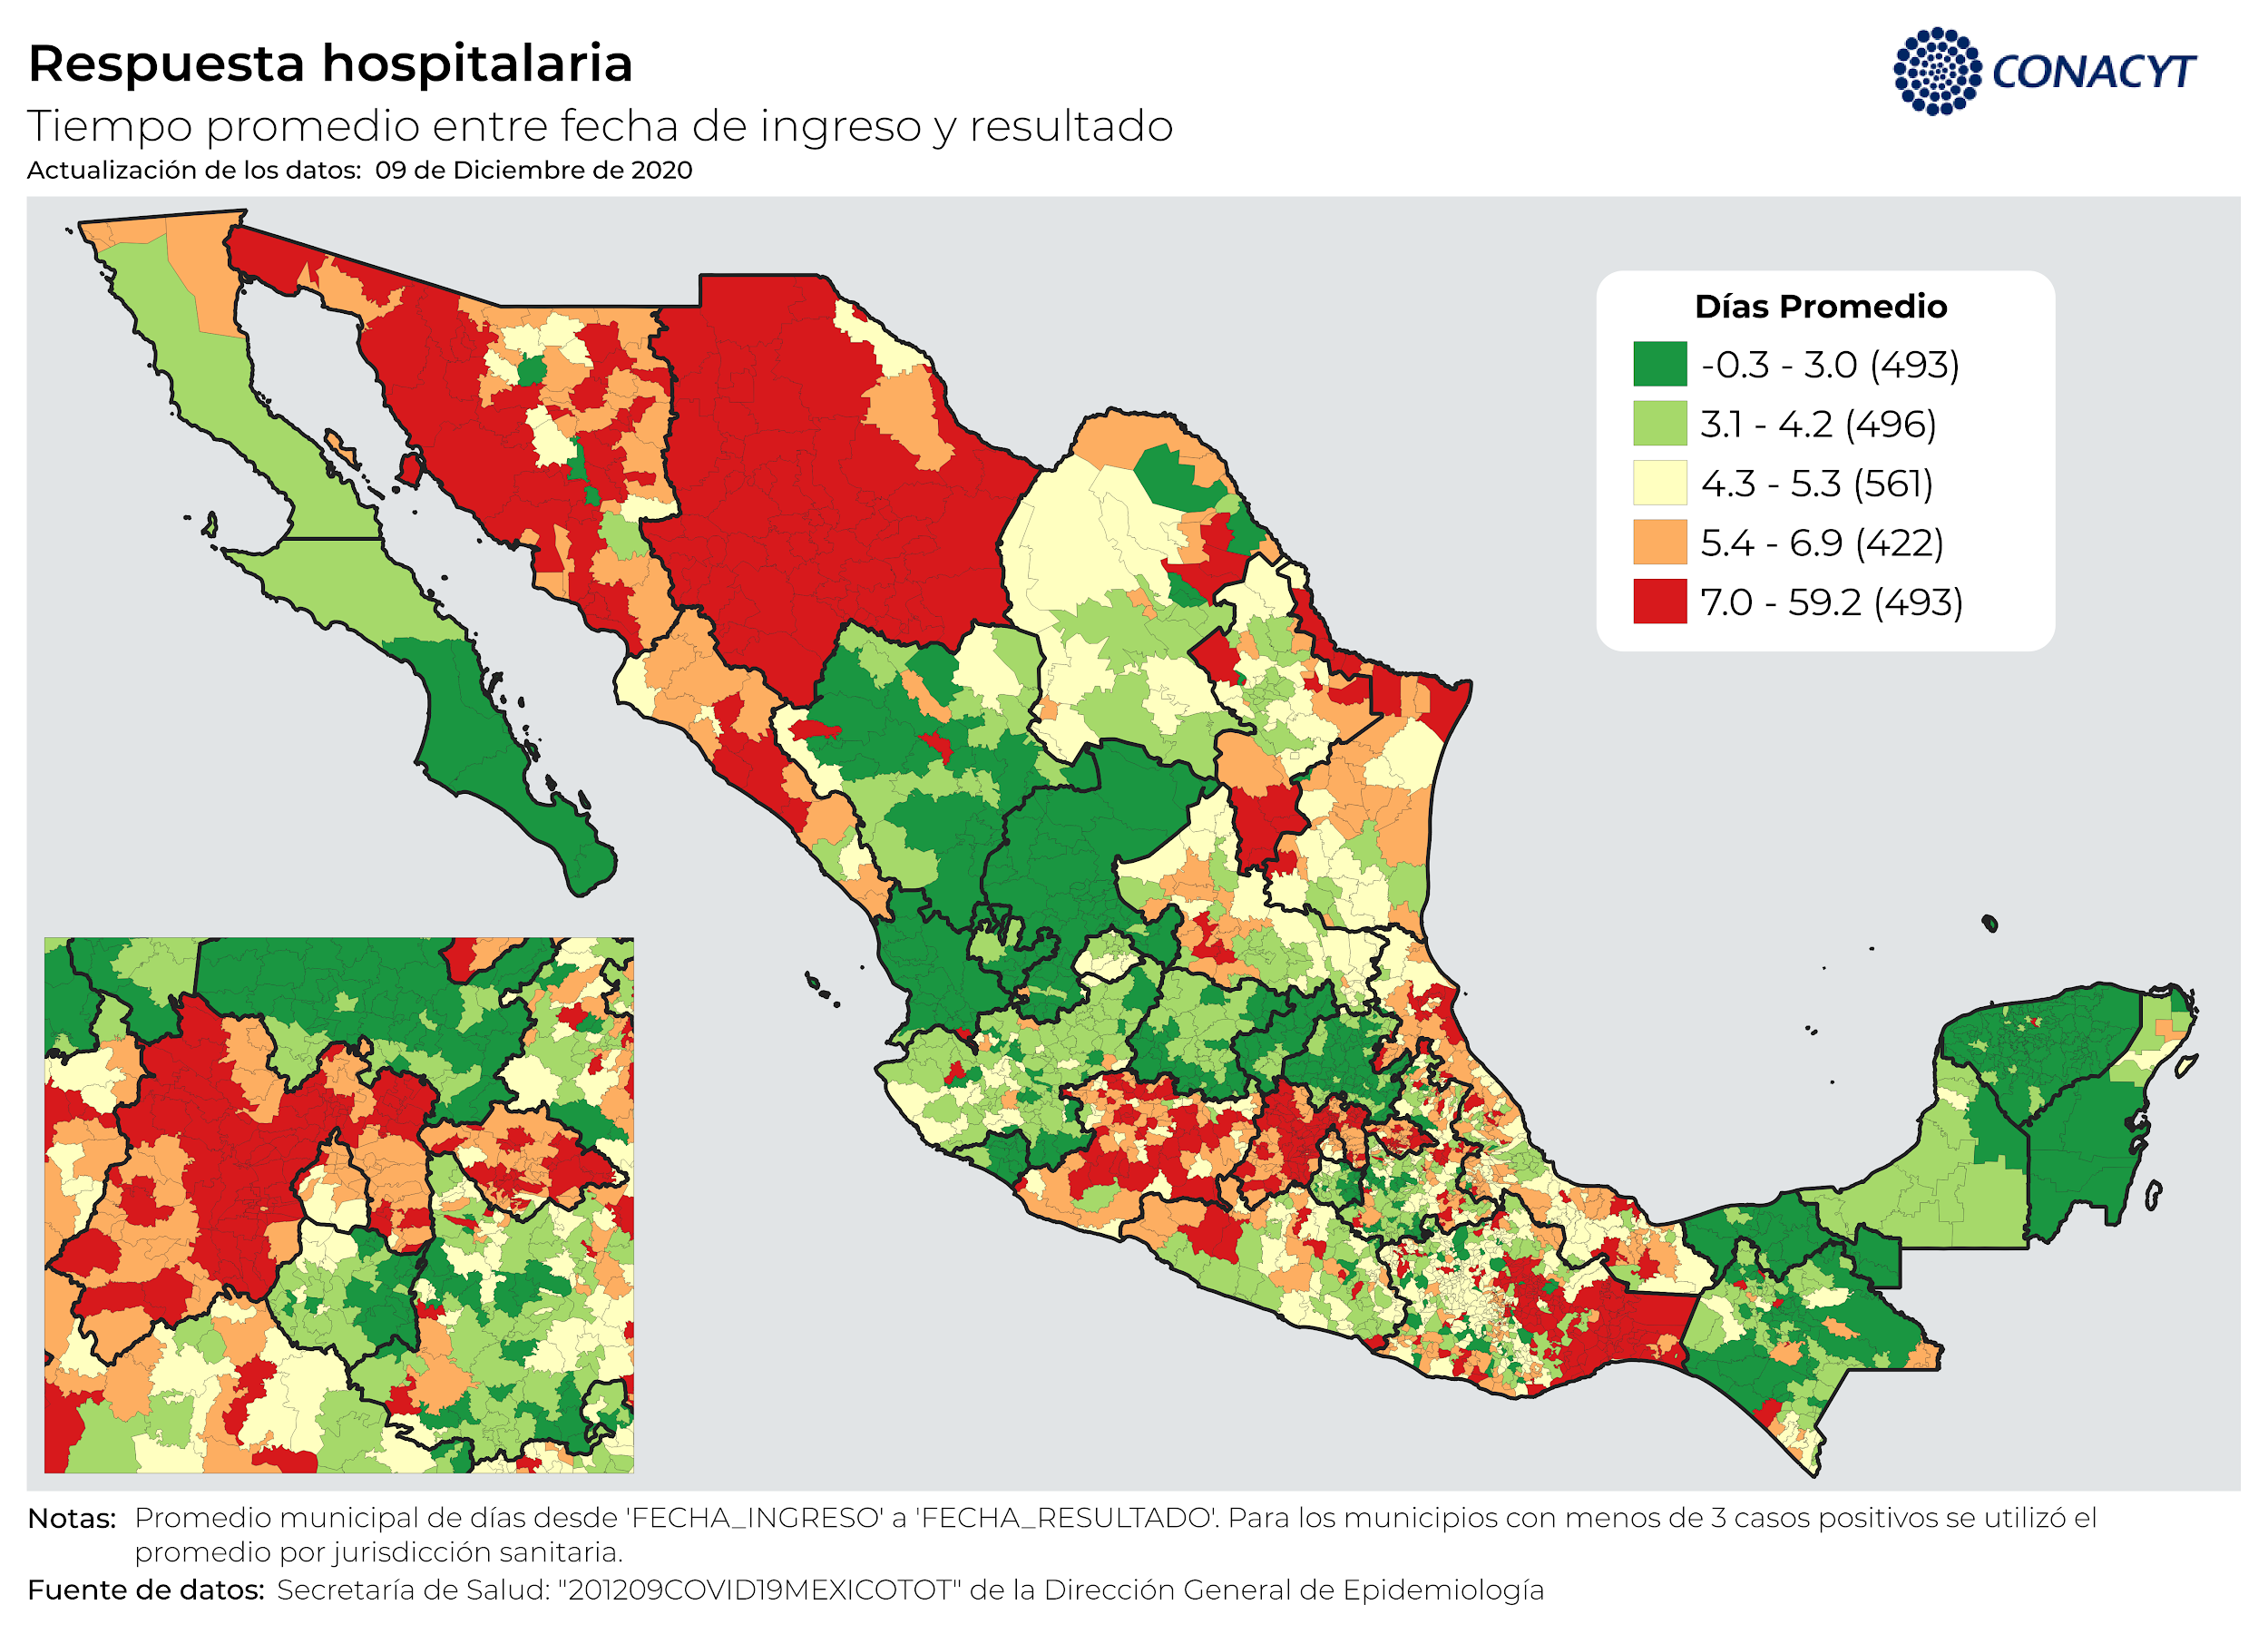 Respuesta hospitalaria
CONACYT
Tiempo promedio entre fecha de ingreso y resultado
Actualización de los datos: 09 de Diciembre de 2020
Días Promedio
-0.3 - 3.0 (493)
3.1 - 4.2 (496)
4.3 - 5.3 (561)
5.4 - 6.9 (422)
7.0 - 59.2 (493)
Notas: Promedio municipal de días desde 'FECHA_INGRESO' a 'FECHA_RESULTADO'. Para los municipios con menos de 3 casos positivos se utilizó el
promedio por jurisdicción sanitaria.
Fuente de datos: Secretaría de Salud: "201209COVID19MEXICOTOT" de la Dirección General de Epidemiología